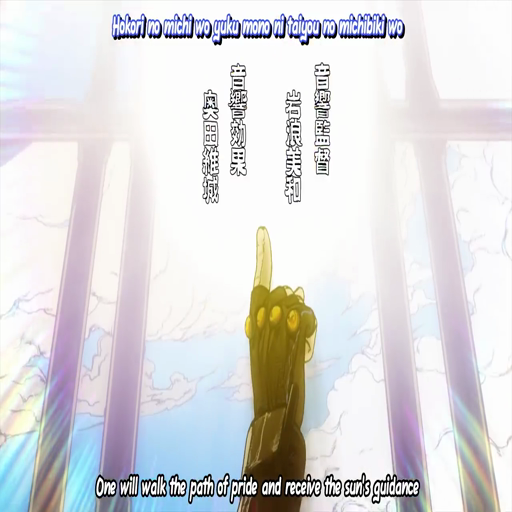 Hokori no michi wo yuku mono ni taiyou no michibiki wo
音響監督
岩浪美和
音響効果
奥田維城
One will walk the path of pride and receive the sun's guidance